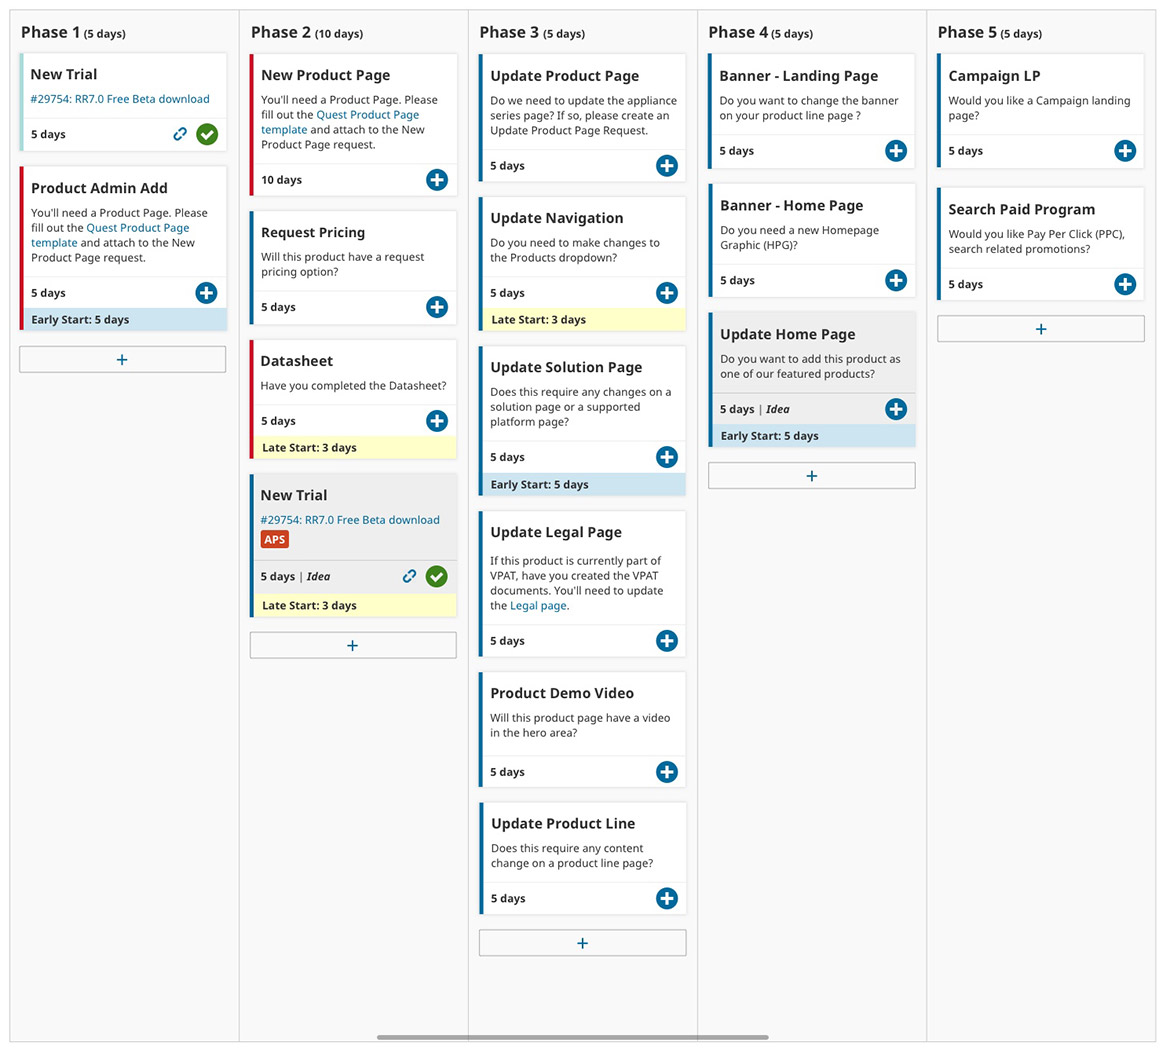 Phase 1 (5 days)
New Trial
#29754: RR7.0 Free Beta download
5 days
Product Admin Add
You'll need a Product Page. Please
fill out the Quest Product Page
template and attach to the New
Product Page request.
5 days
Early Start: 5 days
+
Phase 2 (10 days)
New Product Page
You'll need a Product Page. Please
fill out the Quest Product Page
template and attach to the New
Product Page request.
10 days
Request Pricing
Will this product have a request
pricing option?
5 days
Datasheet
Have you completed the Datasheet?
5 days
Late Start: 3 days
New Trial
#29754: RR7.0 Free Beta download
APS
5 days | Idea
Late Start: 3 days
+
Phase 3 (5 days)
Update Product Page
Do we need to update the appliance
series page? If so, please create an
Update Product Page Request.
5 days
Update Navigation
Do you need to make changes to
the Products dropdown?
5 days
Late Start: 3 days
Update Solution Page
Does this require any changes on a
solution page or a supported
platform page?
5 days
Early Start: 5 days
Update Legal Page
If this product is currently part of
VPAT, have you created the VPAT
documents. You'll need to update
the Legal page.
5 days
Product Demo Video
Will this product page have a video
in the hero area?
5 days
Update Product Line
Does this require any content
change on a product line page?
5 days
+
Phase 4 (5 days)
Banner - Landing Page
Do you want to change the banner
on your product line page ?
5 days
Banner - Home Page
Do you need a new Homepage
Graphic (HPG)?
5 days
Update Home Page
Do you want to add this product as
one of our featured products?
5 days | Idea
Early Start: 5 days
+
Phase 5 (5 days)
Campaign LP
Would you like a Campaign landing
page?
5 days
Search Paid Program
Would you like Pay Per Click (PPC),
search related promotions?
5 days
+